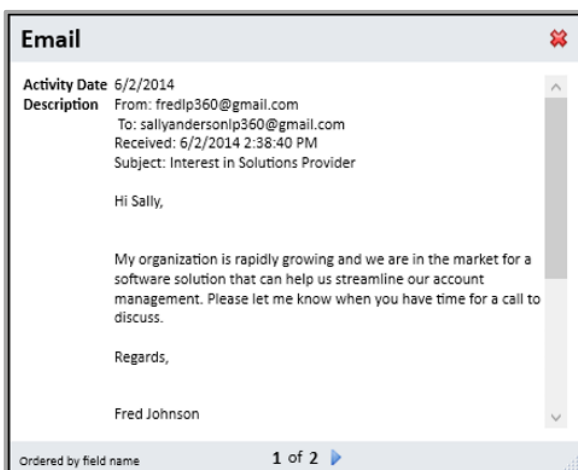 Email
Activity Date 6/2/2014
Description From: fredlp360@gmail.com
To: sallyandersonlp360@gmail.com
Received: 6/2/2014 2:38:40 PM
Subject: Interest in Solutions Provider
Hi Sally,
My organization is rapidly growing and we are in the market for a
software solution that can help us streamline our account
management. Please let me know when you have time for a call to
discuss.
Regards,
Fred Johnson
Ordered by field name 1 of 2